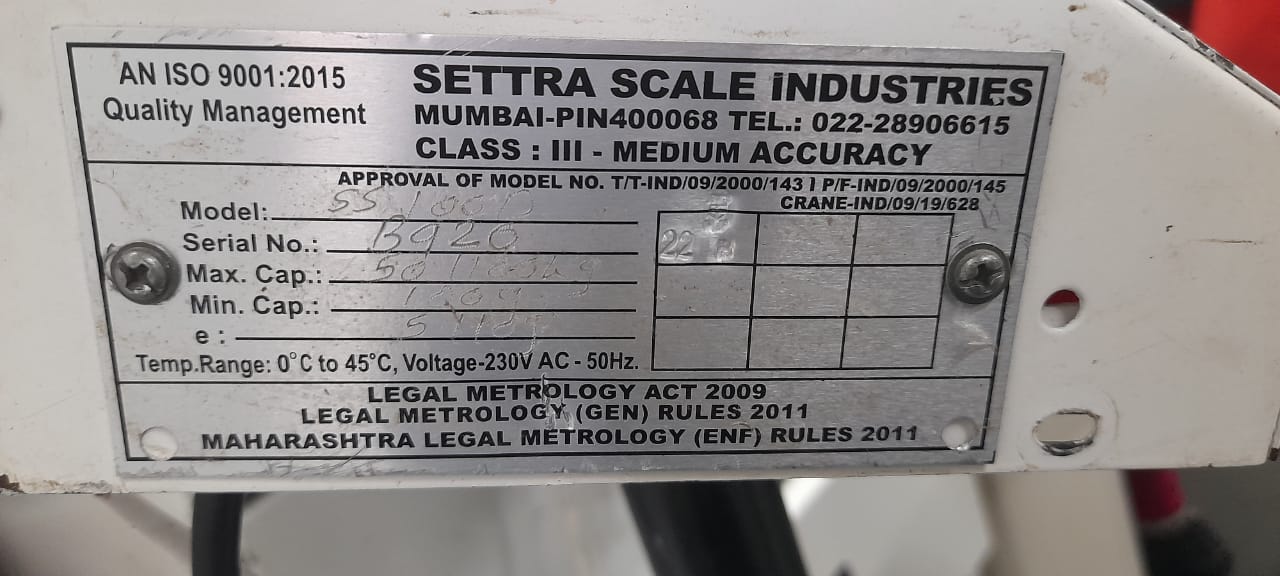 AN ISO 9001:2015
Quality Management
SETTRA SCALE iNDUSTRIES
MUMBAI-PIN400068 TEL.: 022-28906615
CLASS : III - MEDIUM ACCURACY
APPROVAL OF MODEL NO. T/T-IND/09/2000/143 I P/F-IND/09/2000/145
CRANE-IND/09/19/628
Model:
Serial No.: B920
Max. Cap.:
Min. Cap.:
e :
22
Temp.Range: 0°C to 45°C, Voltage-230V AC - 50Hz.
LEGAL METROLOGY ACT 2009
LEGAL METROLOGY (GEN) RULES 2011
MAHARASHTRA LEGAL METROLOGY (ENF) RULES 2011